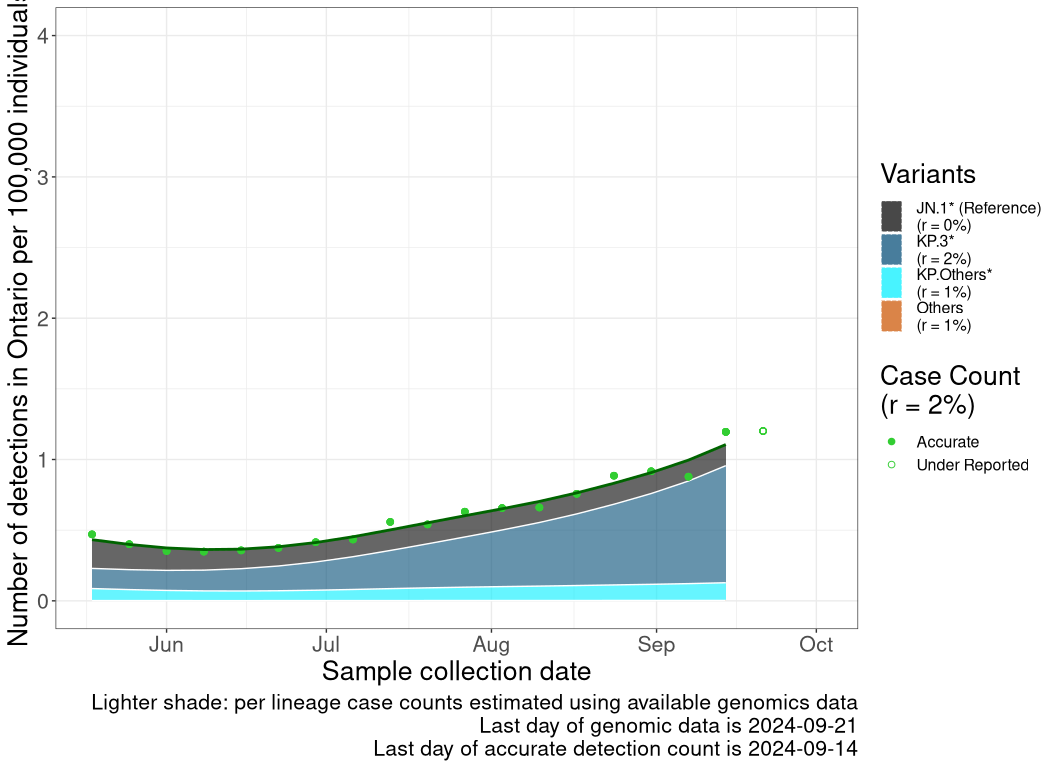 Number of detections in Ontario per 100,000 individuals
4
3
2
1
0
Jun
Jul
Aug
Sep
Oct
Sample collection date
Lighter shade: per lineage case counts estimated using available genomics data
Last day of genomic data is 2024-09-21
Last day of accurate detection count is 2024-09-14
Variants
JN.1* (Reference)
(r = 0%)
KP.3*
(r = 2%)
KP.Others*
(r = 1%)
Others
(r = 1%)
Case Count
(r = 2%)
Accurate
Under Reported